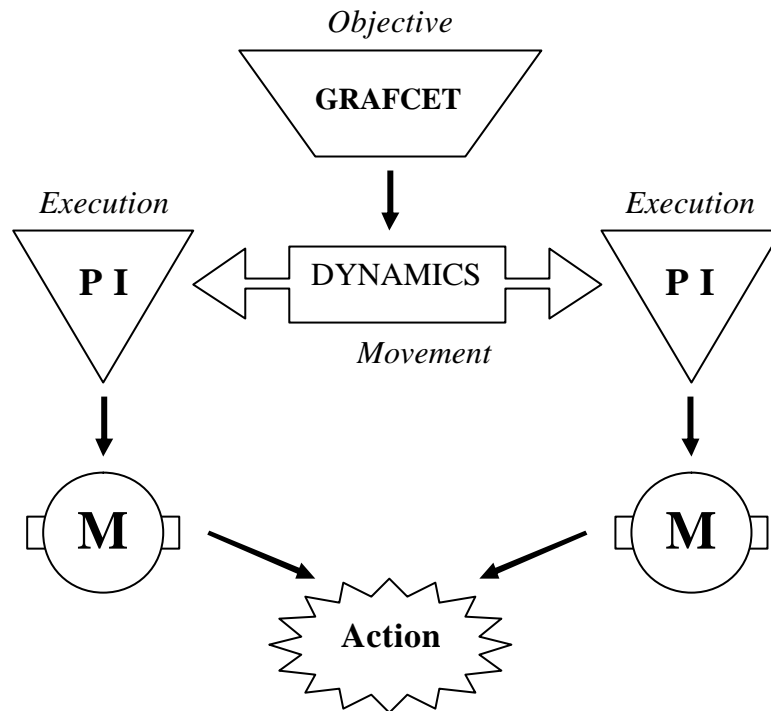 Objective
GRAFCET
Execution
Execution
P I
DYNAMICS
P I
Movement
M
M
Action